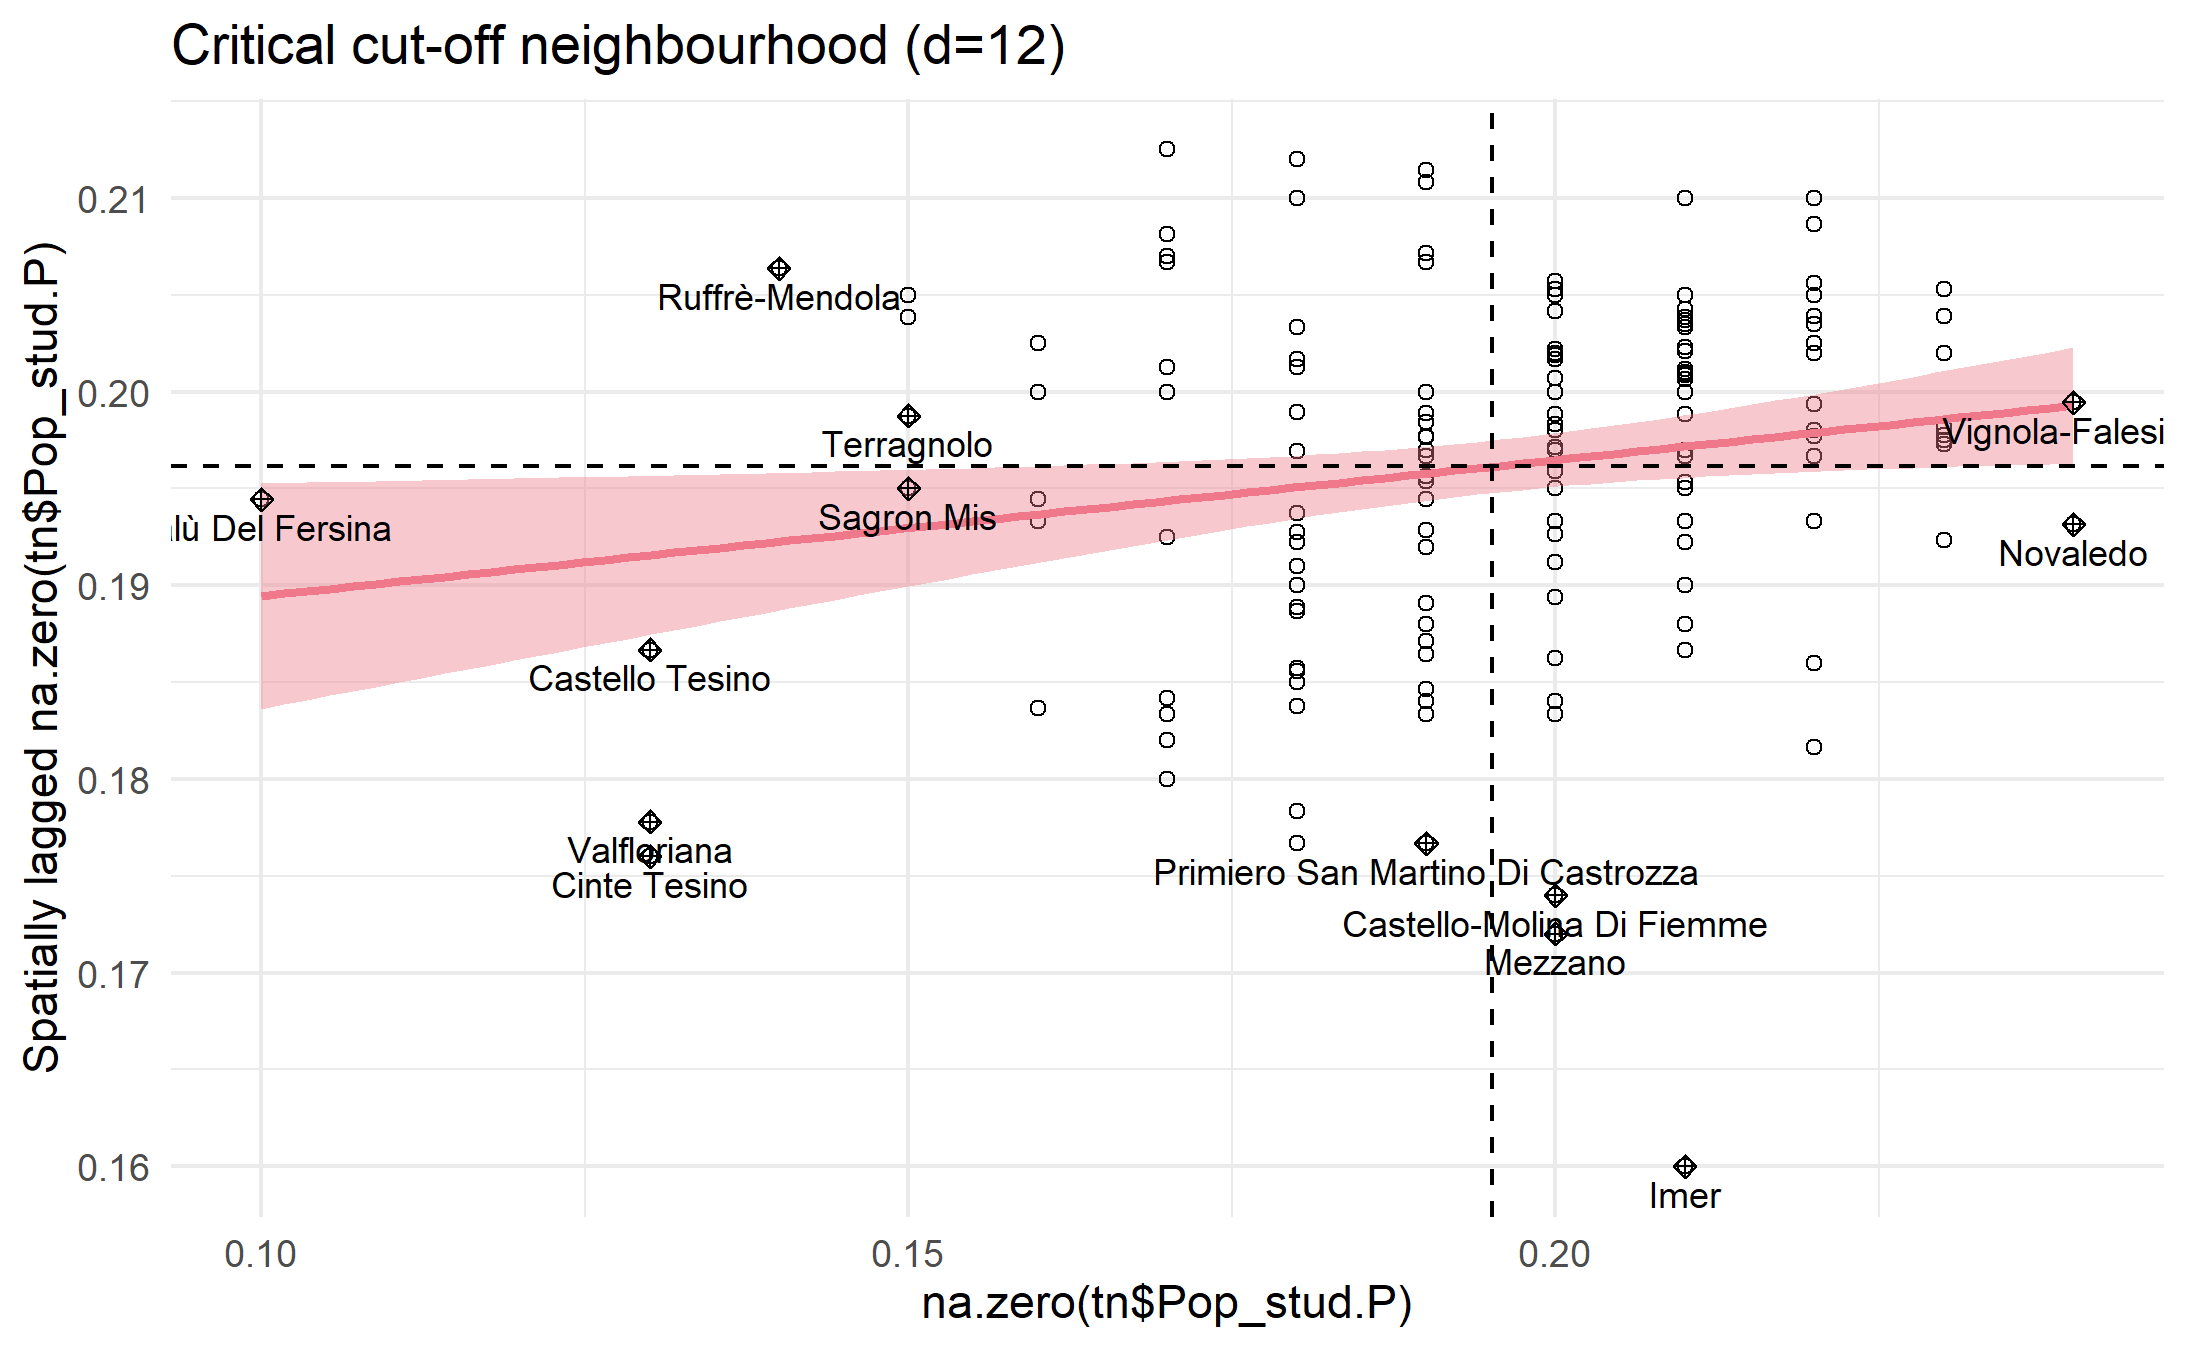 Critical cut-off neighbourhood (d=12)
Spatially lagged na.zero(tn$Pop_stud.P)
0.21
0.20
0.19
0.18
0.17
0.16
Ruffrè-Mendola
Terragnolo
Vignola-Falesi
Sagron Mis
alù Del Fersina
Novaledo
Castello Tesino
Valfloriana
Cinte Tesino
Primiero San Martino Di Castrozza
Castello-Molina Di Fiemme
Mezzano
Imer
0.10
0.15
0.20
na.zero(tn$Pop_stud.P)